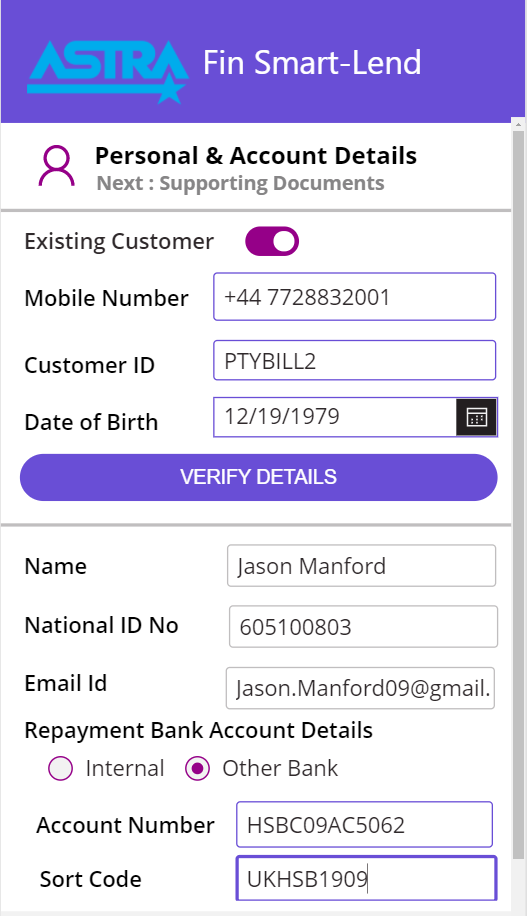 ASTRA Fin Smart-Lend
Personal & Account Details
Next : Supporting Documents
Existing Customer
Mobile Number +44 7728832001
Customer ID PTYBILL2
Date of Birth 12/19/1979
VERIFY DETAILS
Name Jason Manford
National ID No 605100803
Email Id Jason.Manford09@gmail.
Repayment Bank Account Details
Internal Other Bank
Account Number HSBC09AC5062
Sort Code UKHSB1909